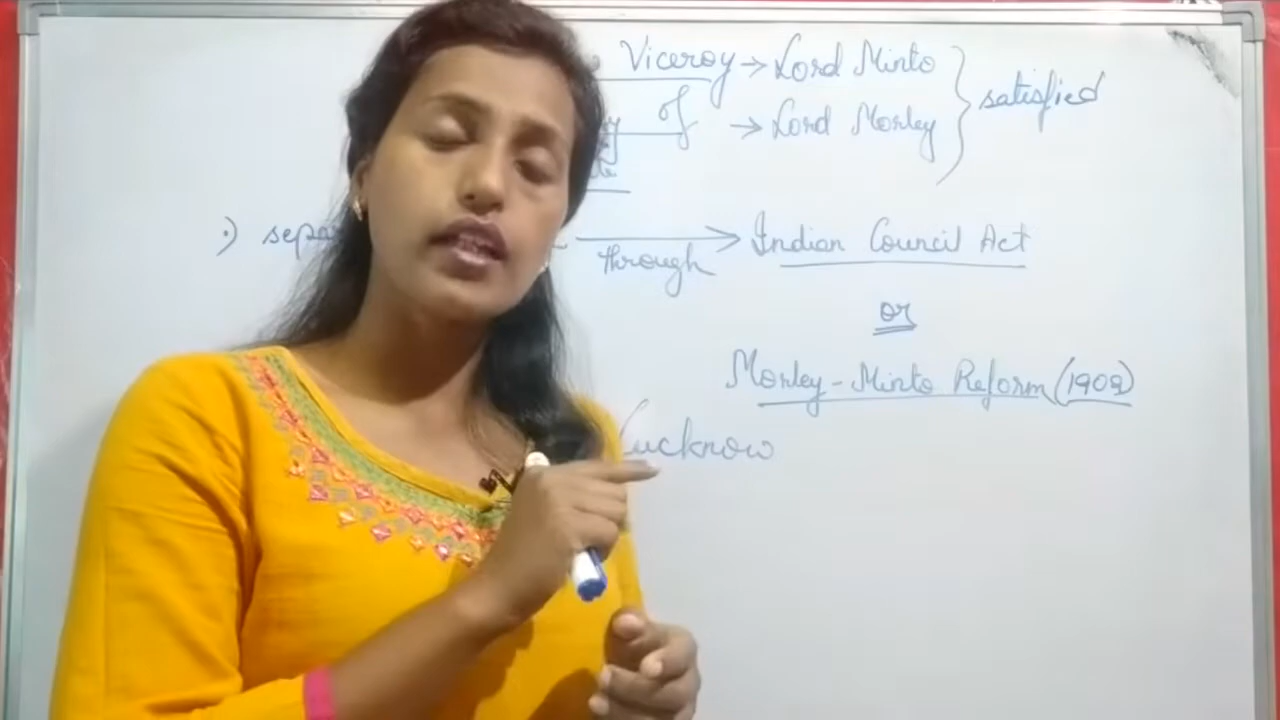 Viceroy → Lord Minto
of → Lord Morley
satisfied
•)
through → Indian Council Act
or
Morley-Minto Reform (1909)
Lucknow